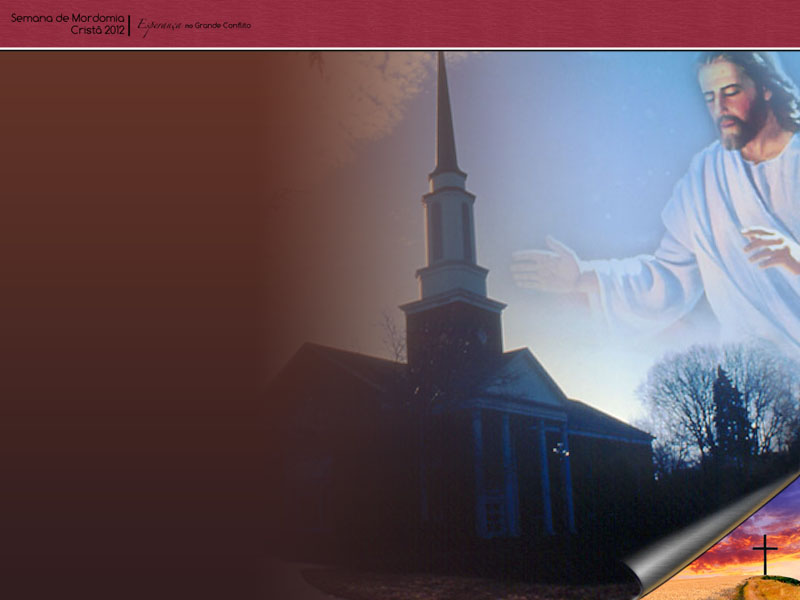 Semana de Mordomia
Cristã 2012
Esperança no Grande Conflito